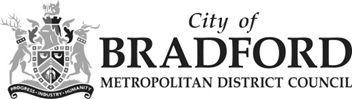 City of
BRADFORD
METROPOLITAN DISTRICT COUNCIL
PROGRESS·INDUSTRY·HUMANITY